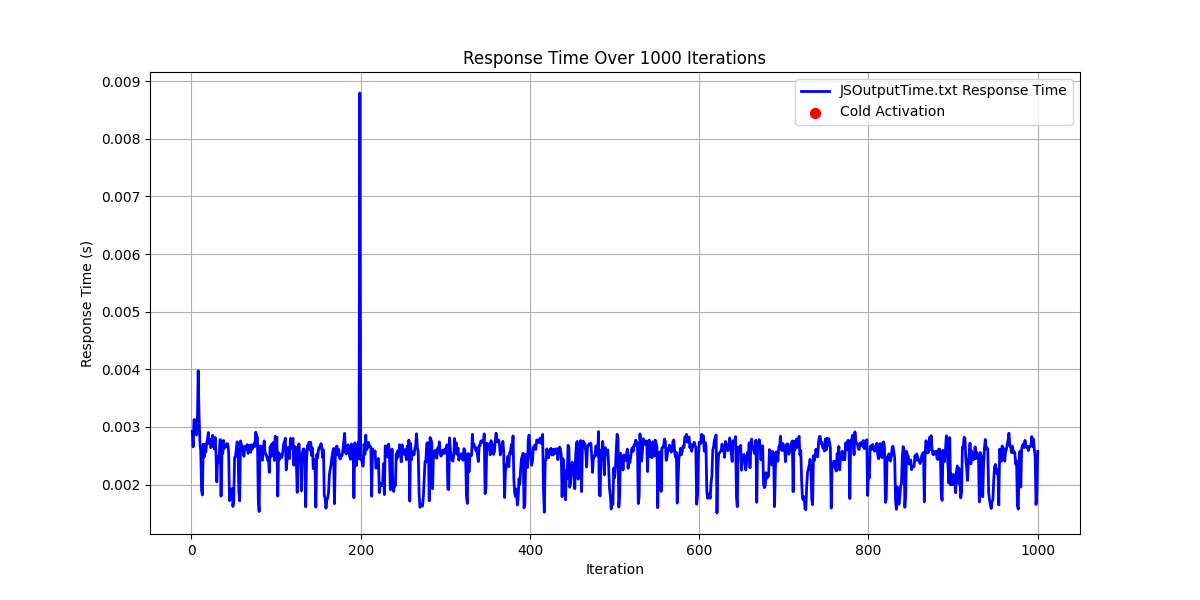 Response Time Over 1000 Iterations
JSOutputTime.txt Response Time
Cold Activation
Response Time (s)
0.009
0.008
0.007
0.006
0.005
0.004
0.003
0.002
0
200
400
600
800
1000
Iteration